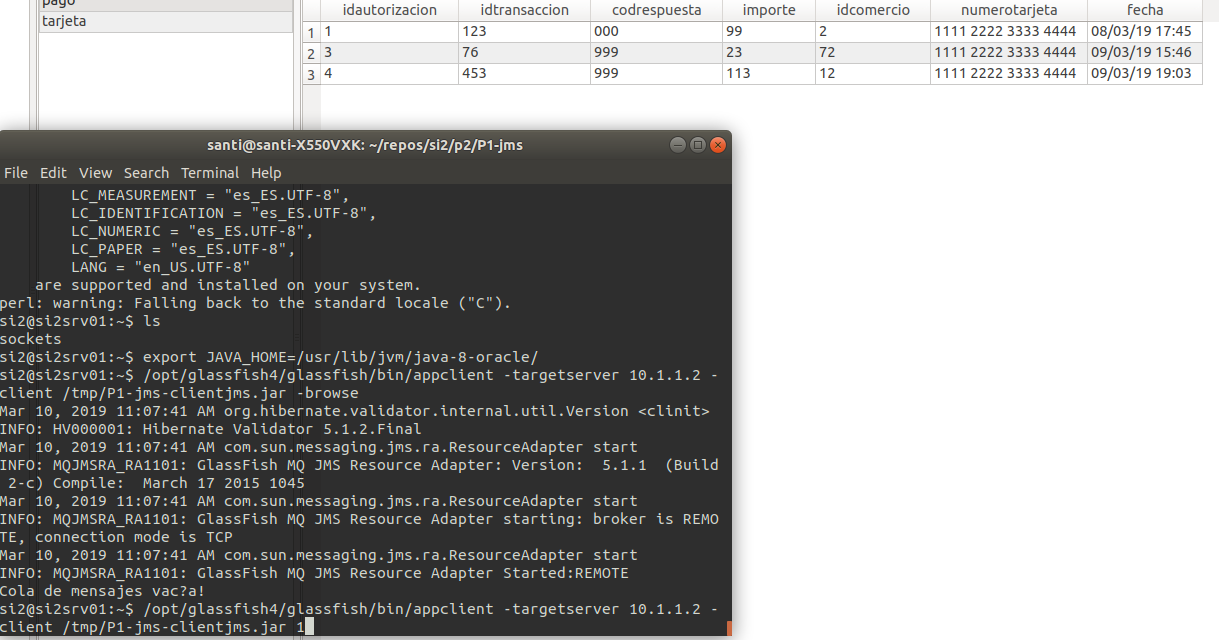 pago
tarjeta
idautorizacion idtransaccion codrespuesta importe idcomercio numerotarjeta fecha
1 1 123 000 99 2 1111 2222 3333 4444 08/03/19 17:45
2 3 76 999 23 72 1111 2222 3333 4444 09/03/19 15:46
3 4 453 999 113 12 1111 2222 3333 4444 09/03/19 19:03
santi@santi-X550VXK: ~/repos/si2/p2/P1-jms
File Edit View Search Terminal Help
LC_MEASUREMENT = "es_ES.UTF-8",
LC_IDENTIFICATION = "es_ES.UTF-8",
LC_NUMERIC = "es_ES.UTF-8",
LC_PAPER = "es_ES.UTF-8",
LANG = "en_US.UTF-8"
are supported and installed on your system.
perl: warning: Falling back to the standard locale ("C").
si2@si2srv01:~$ ls
sockets
si2@si2srv01:~$ export JAVA_HOME=/usr/lib/jvm/java-8-oracle/
si2@si2srv01:~$ /opt/glassfish4/glassfish/bin/appclient -targetserver 10.1.1.2 -
client /tmp/P1-jms-clientjms.jar -browse
Mar 10, 2019 11:07:41 AM org.hibernate.validator.internal.util.Version <clinit>
INFO: HV000001: Hibernate Validator 5.1.2.Final
Mar 10, 2019 11:07:41 AM com.sun.messaging.jms.ra.ResourceAdapter start
INFO: MQJMSRA_RA1101: GlassFish MQ JMS Resource Adapter: Version:  5.1.1  (Build
 2-c) Compile:  March 17 2015 1045
Mar 10, 2019 11:07:41 AM com.sun.messaging.jms.ra.ResourceAdapter start
INFO: MQJMSRA_RA1101: GlassFish MQ JMS Resource Adapter starting: broker is REMO
TE, connection mode is TCP
Mar 10, 2019 11:07:41 AM com.sun.messaging.jms.ra.ResourceAdapter start
INFO: MQJMSRA_RA1101: GlassFish MQ JMS Resource Adapter Started:REMOTE
Cola de mensajes vac?a!
si2@si2srv01:~$ /opt/glassfish4/glassfish/bin/appclient -targetserver 10.1.1.2 -
client /tmp/P1-jms-clientjms.jar 1